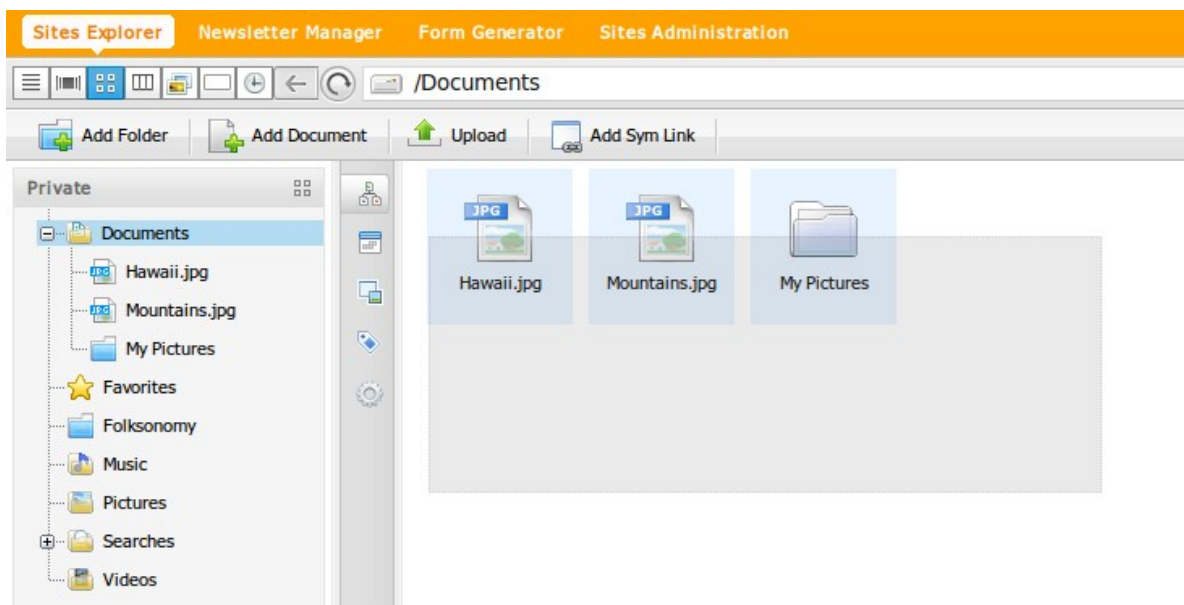 Sites Explorer Newsletter Manager Form Generator Sites Administration
/Documents
Add Folder Add Document Upload Add Sym Link
Private
Documents
Hawaii.jpg
Mountains.jpg
My Pictures
Favorites
Folksonomy
Music
Pictures
Searches
Videos
JPG JPG
Hawaii.jpg Mountains.jpg My Pictures